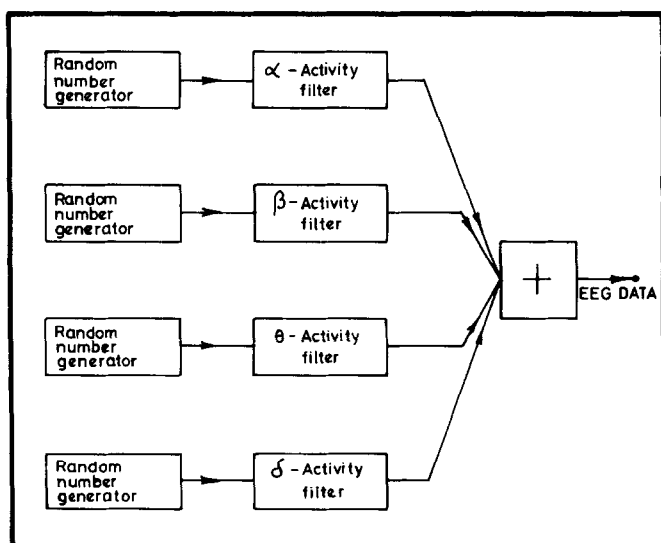 Random
number
generator
α - Activity
filter
Random
number
generator
β - Activity
filter
+
EEG DATA
Random
number
generator
θ - Activity
filter
Random
number
generator
δ - Activity
filter